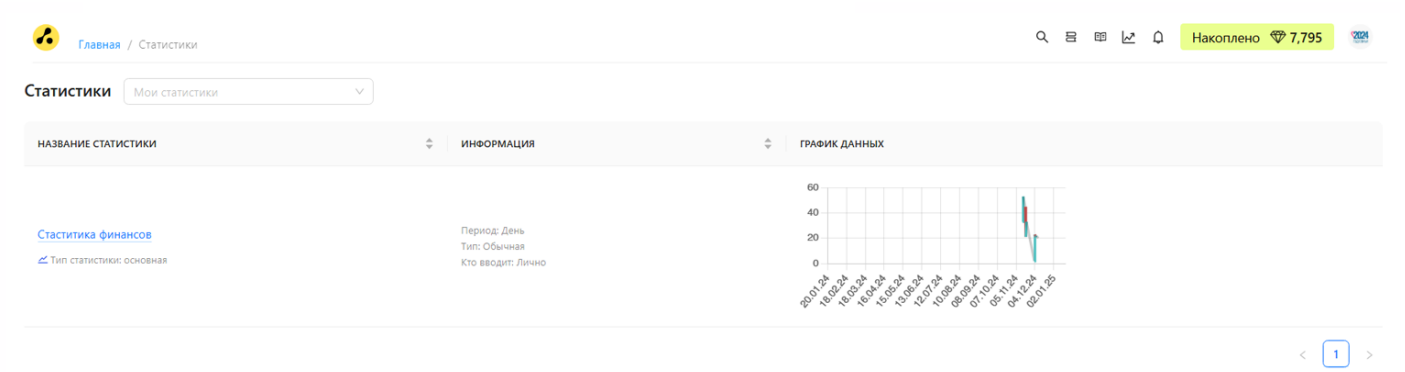 Главная / Статистики
Накоплено 7,795
2024
Статистики Мои статистики
НАЗВАНИЕ СТАТИСТИКИ ИНФОРМАЦИЯ ГРАФИК ДАННЫХ
Стаститика финансов
Тип статистики: основная
Период: День
Тип: Обычная
Кто вводит: Лично
60
40
20
0
20.01.24 18.02.24 18.03.24 16.04.24 15.05.24 13.06.24 12.07.24 10.08.24 08.09.24 07.10.24 05.11.24 04.12.24 02.01.25
< 1 >